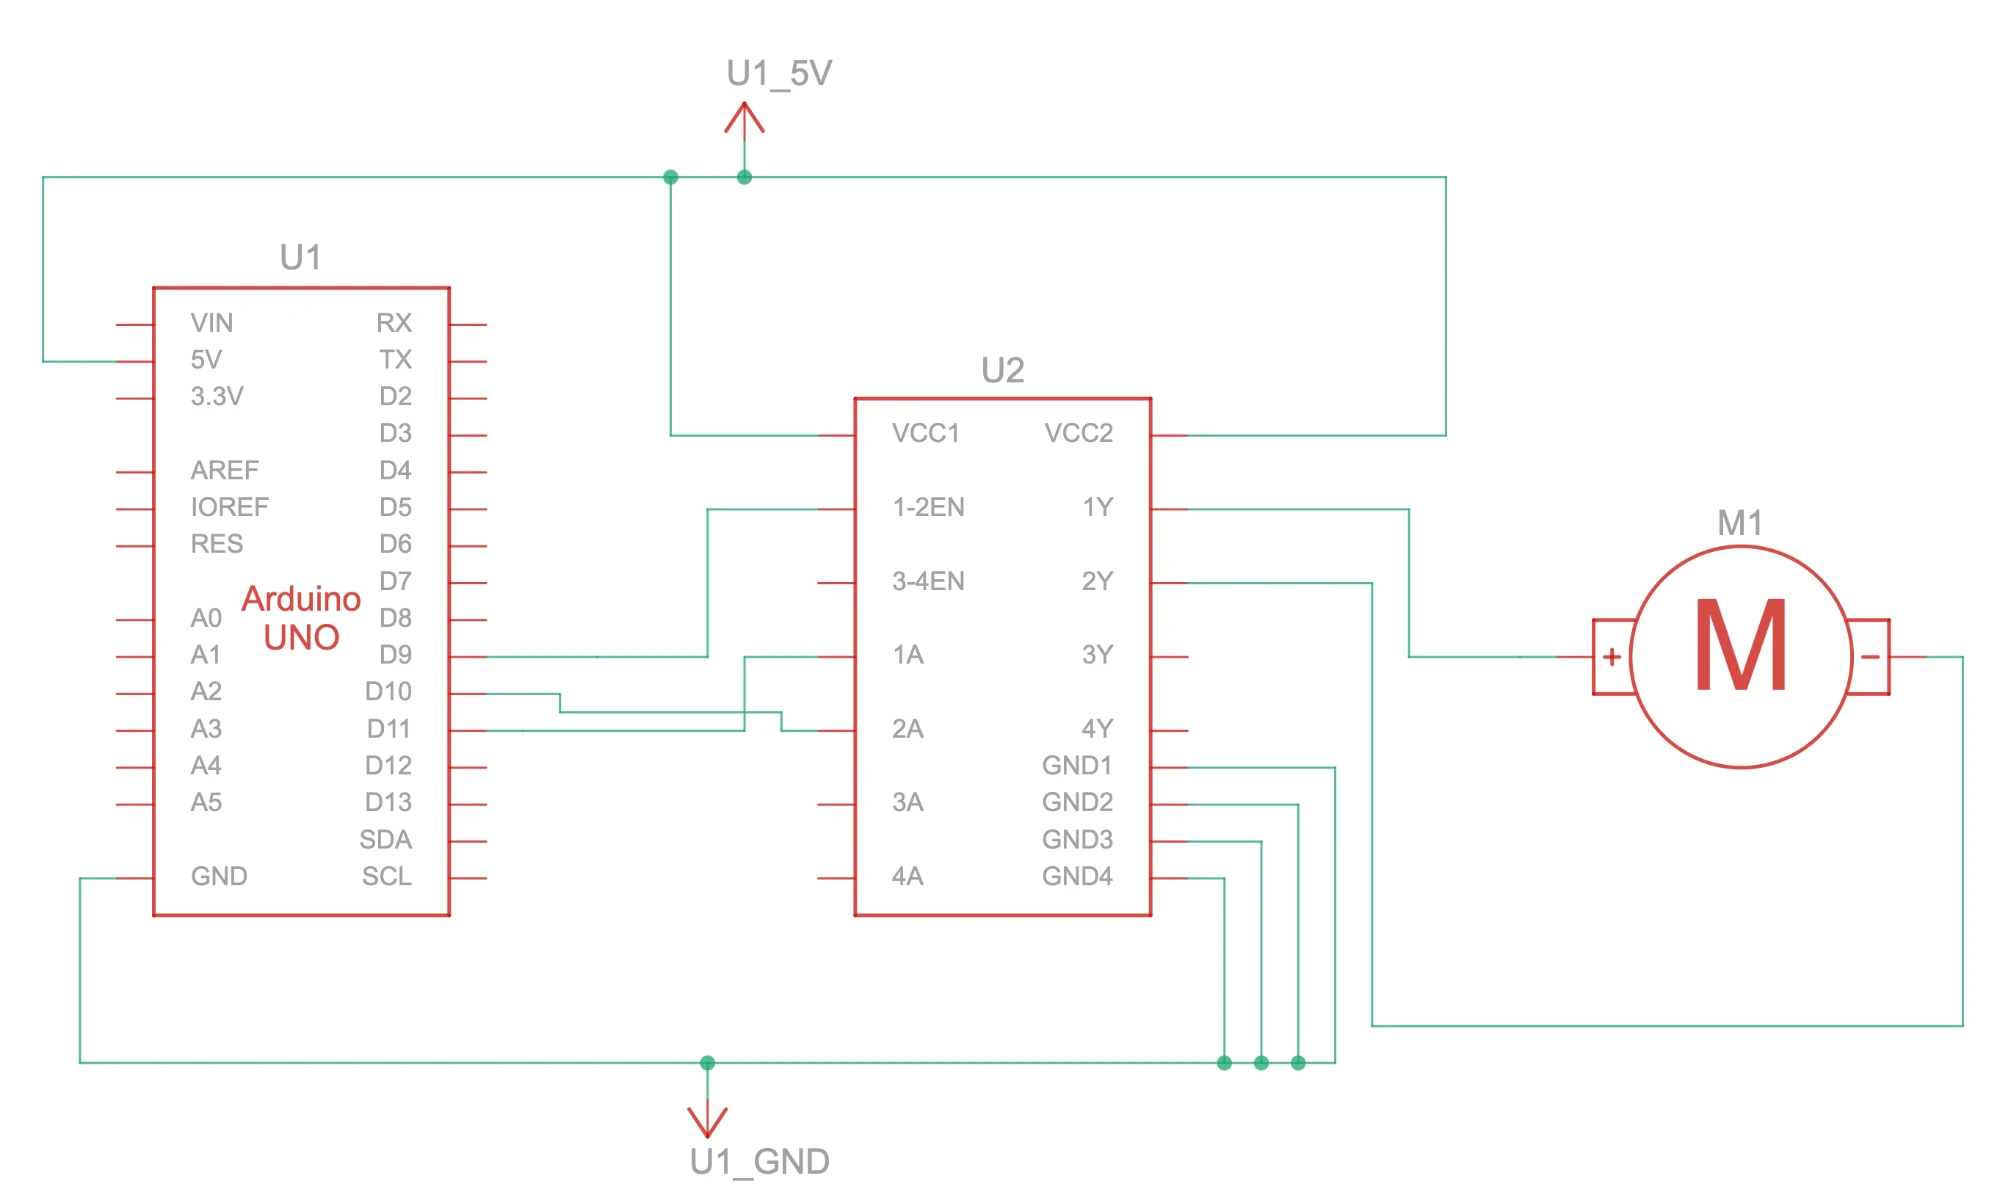 U1_5V
U1
VIN RX
5V TX
3.3V D2
D3
AREF D4
IOREF D5
RES D6
D7
Arduino
UNO
A0 D8
A1 D9
A2 D10
A3 D11
A4 D12
A5 D13
SDA
GND SCL
U2
VCC1 VCC2
1-2EN 1Y
3-4EN 2Y
1A 3Y
2A 4Y
GND1
3A GND2
GND3
4A GND4
M1
+ M −
U1_GND